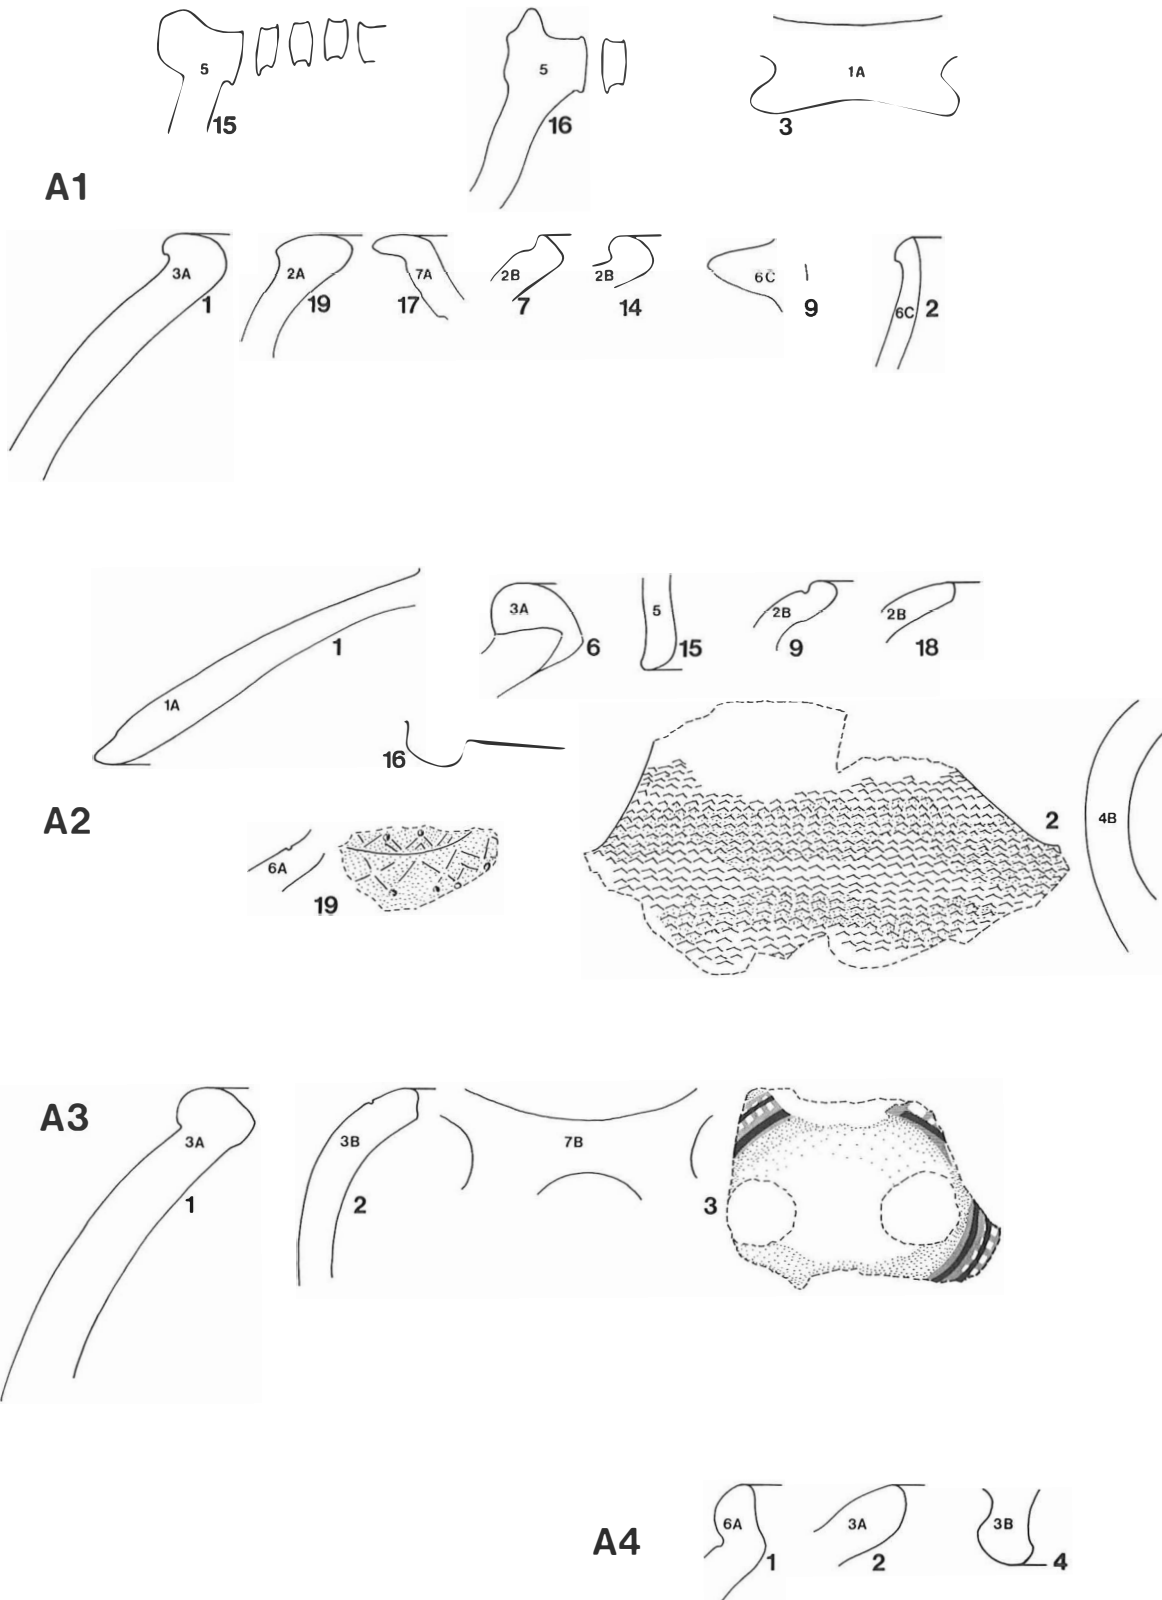 5 5 1A
15 16 3
A1
3A 2A 7A 2B 2B 6C 6C
1 19 17 7 14 9 2
3A 5 2B 2B
1 6 15 9 18
1A
16
A2 2 4B
6A
19
A3
3A 3B 7B
1 2 3
6A 3A 3B
A4 1 2 4